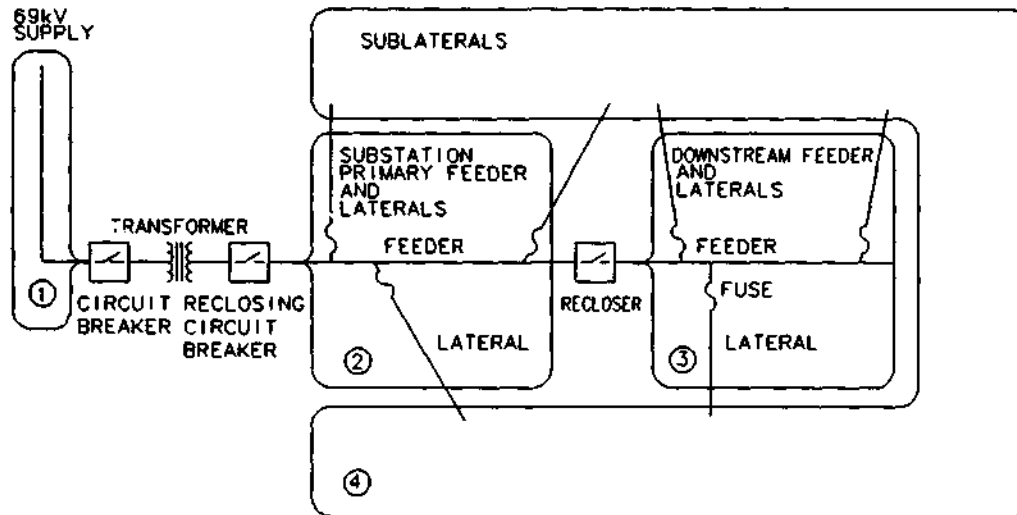 69kV
SUPPLY
SUBLATERALS
SUBSTATION
PRIMARY FEEDER
AND
LATERALS
DOWNSTREAM FEEDER
AND
LATERALS
TRANSFORMER
FEEDER
FEEDER
1
CIRCUIT
BREAKER
RECLOSING
CIRCUIT
BREAKER
RECLOSER
FUSE
2
LATERAL
3
LATERAL
4